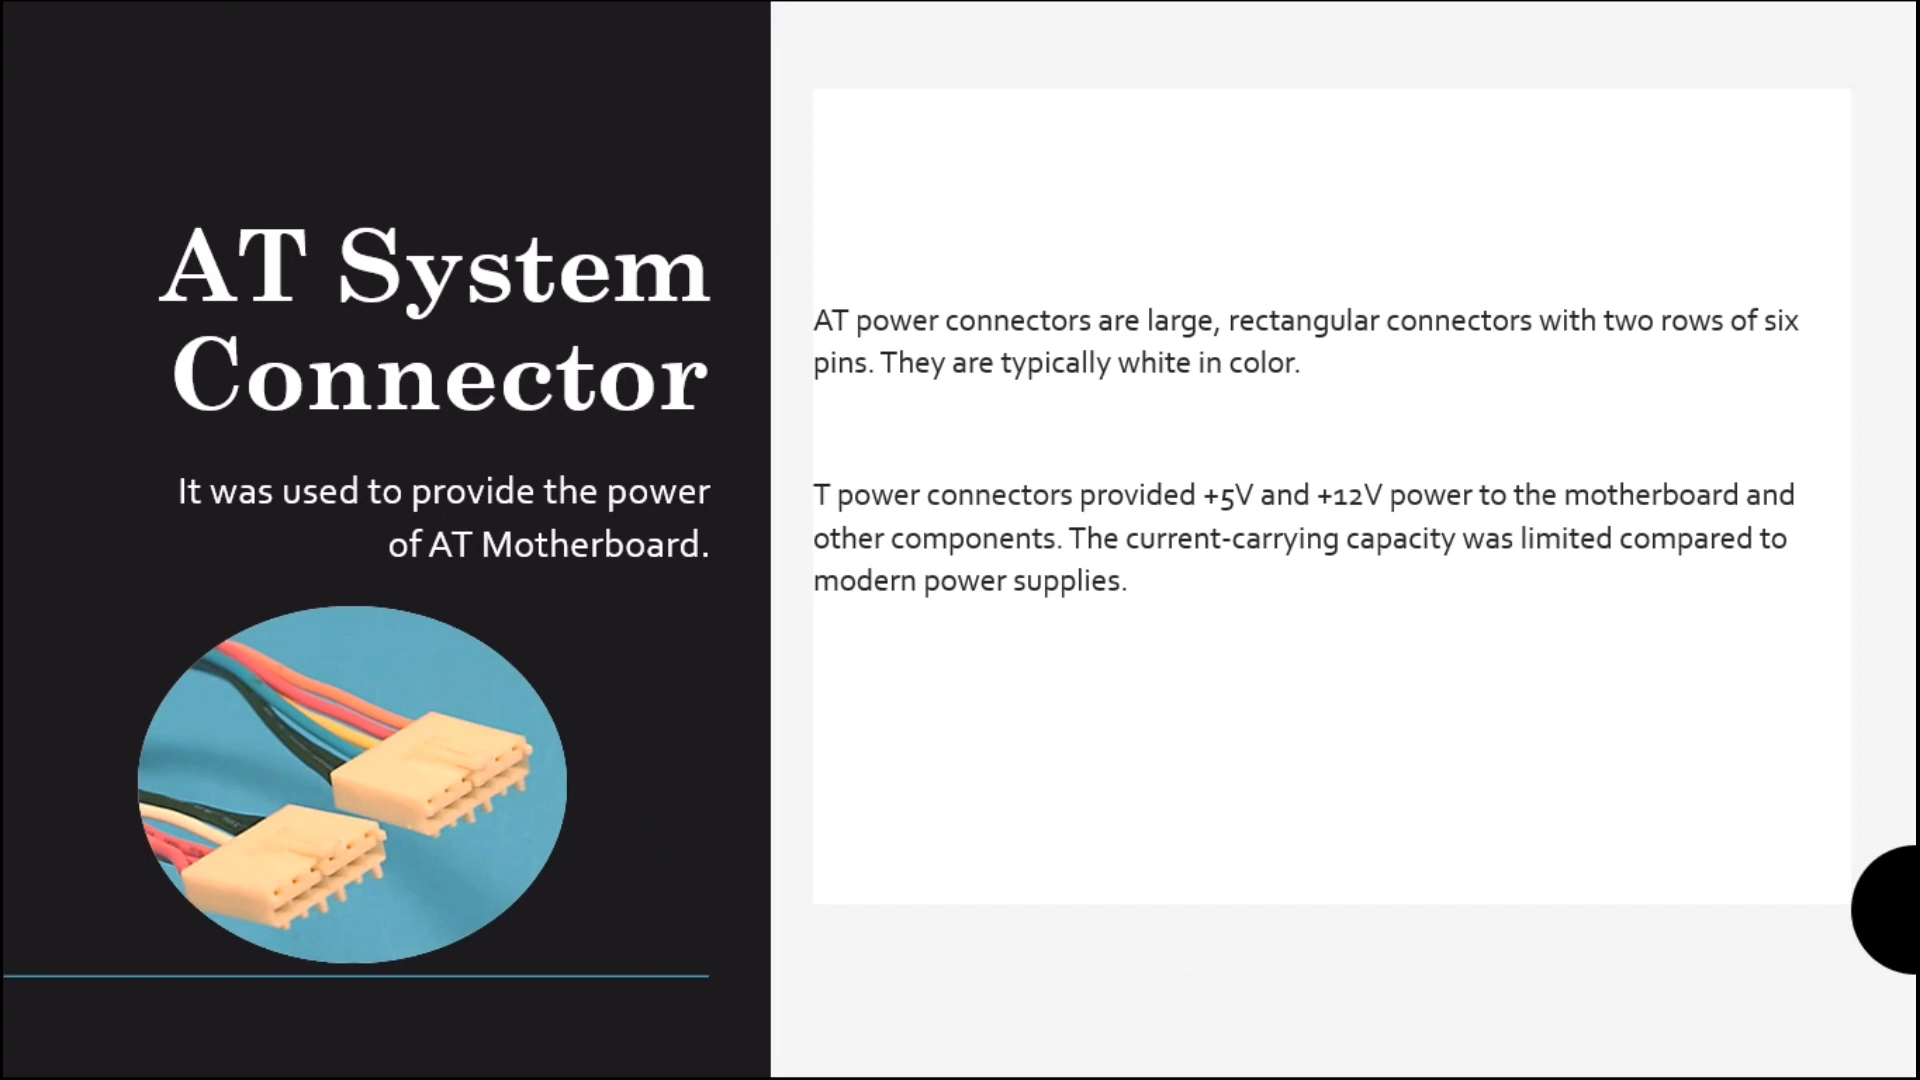 AT System
Connector
It was used to provide the power
of AT Motherboard.
AT power connectors are large, rectangular connectors with two rows of six
pins. They are typically white in color.
T power connectors provided +5V and +12V power to the motherboard and
other components. The current-carrying capacity was limited compared to
modern power supplies.